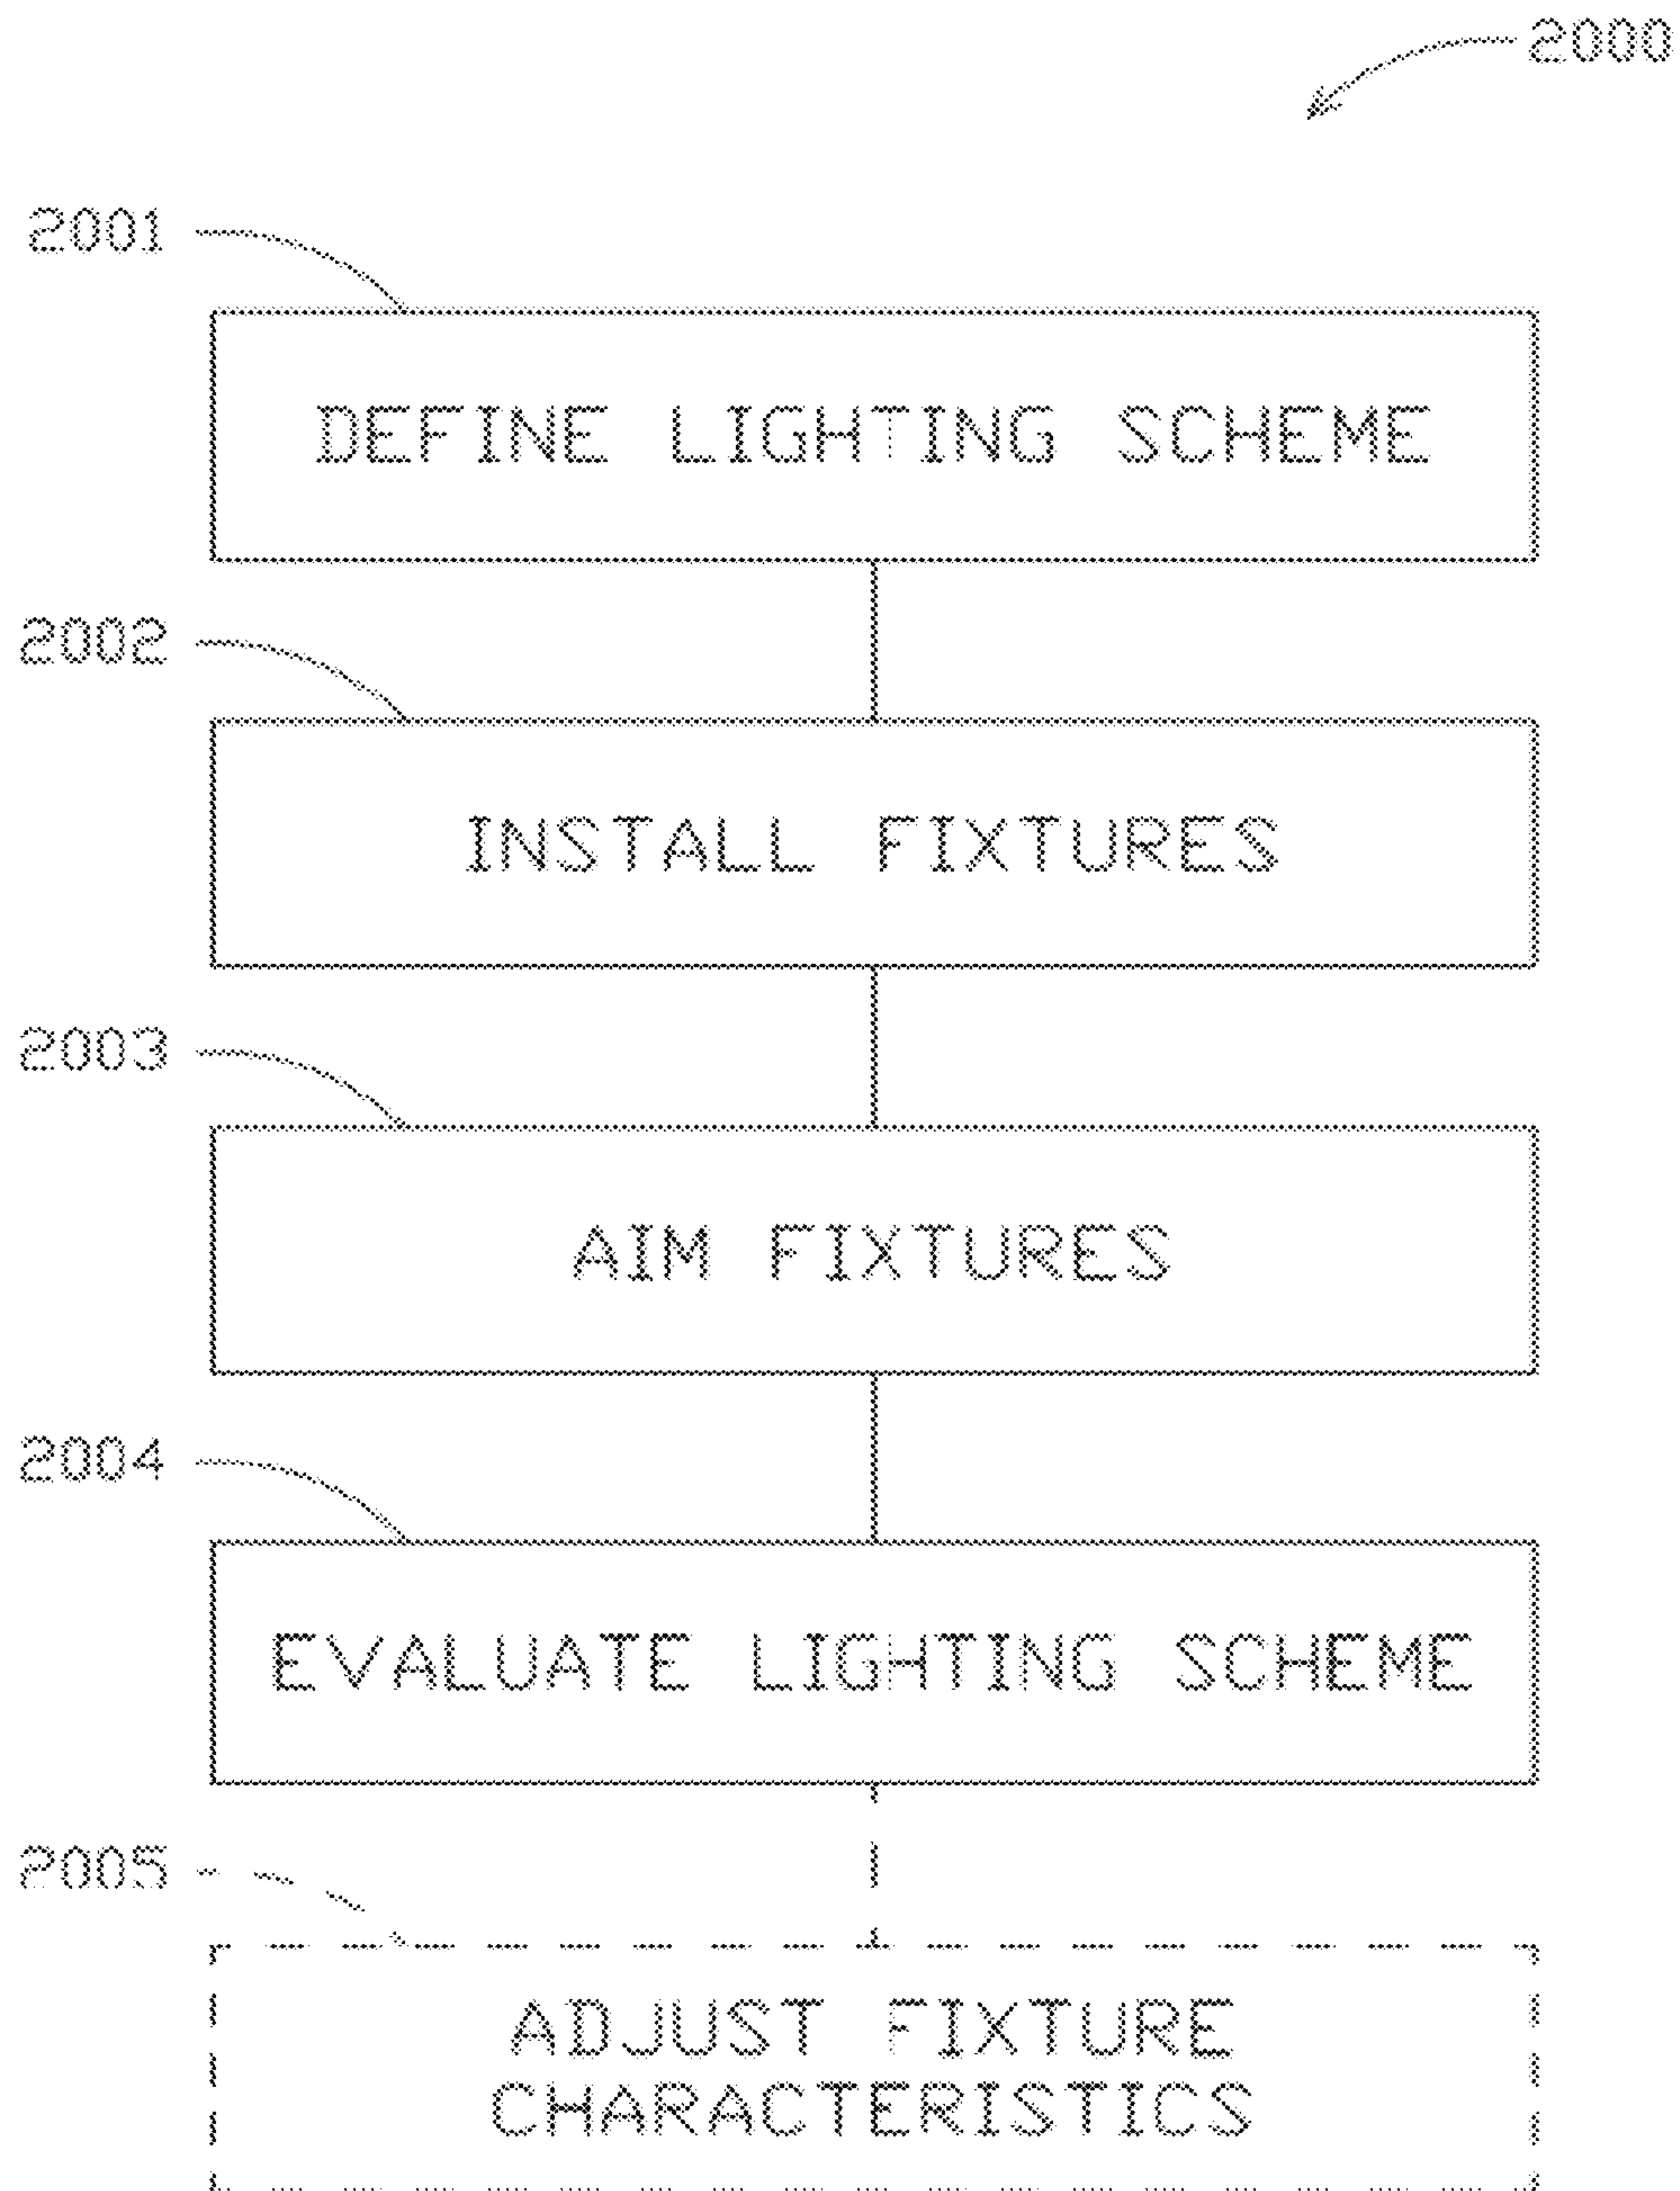 2000
2001
DEFINE LIGHTING SCHEME
2002
INSTALL FIXTURES
2003
AIM FIXTURES
2004
EVALUATE LIGHTING SCHEME
2005
ADJUST FIXTURE
CHARACTERISTICS